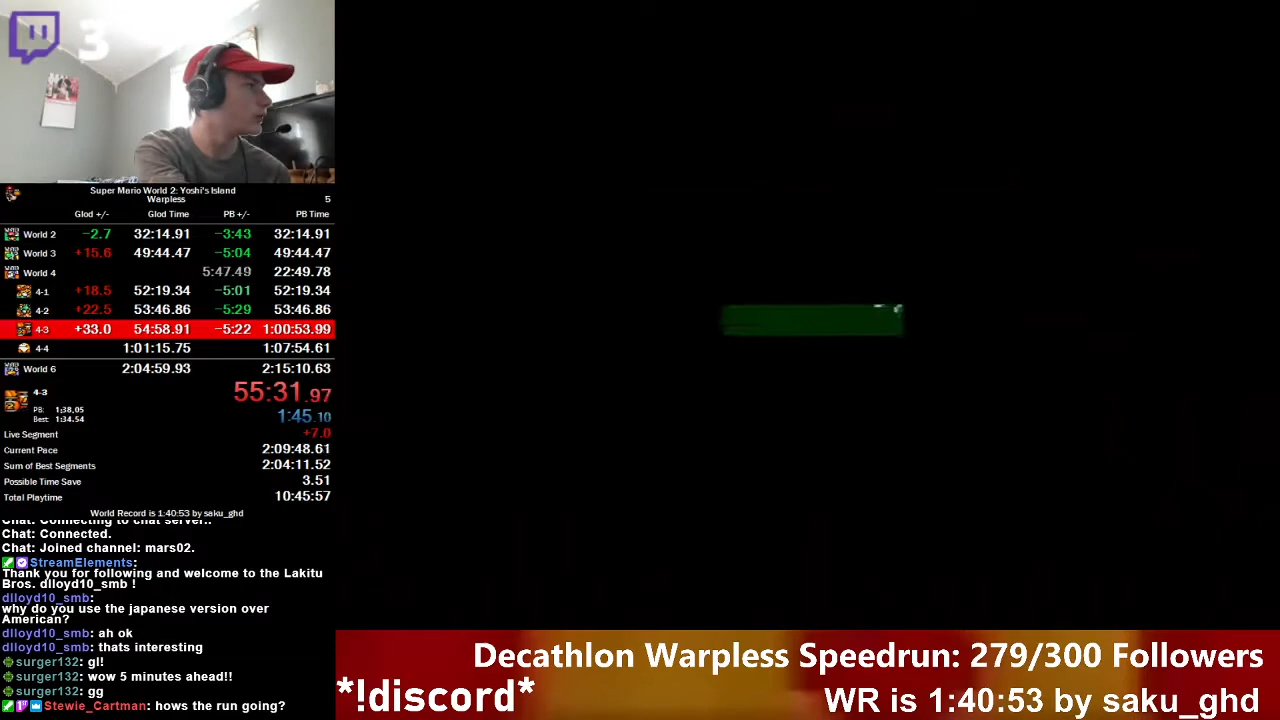 3
Super Mario World 2: Yoshi's Island
Warpless 5
Glod +/- Glod Time PB +/- PB Time
World 2 −2.7 32:14.91 −3:43 32:14.91
World 3 +15.6 49:44.47 −5:04 49:44.47
World 4 5:47.49 22:49.78
4-1 +18.5 52:19.34 −5:01 52:19.34
4-2 +22.5 53:46.86 −5:29 53:46.86
4-3 +33.0 54:58.91 −5:22 1:00:53.99
4-4 1:01:15.75 1:07:54.61
World 6 2:04:59.93 2:15:10.63
4-3 55:31.97
PB: 1:38.05
Best: 1:34.54 1:45.10
Live Segment +7.0
Current Pace 2:09:48.61
Sum of Best Segments 2:04:11.52
Possible Time Save 3.51
Total Playtime 10:45:57
World Record is 1:40:53 by saku_ghd
Chat: Connecting to chat server..
Chat: Connected.
Chat: Joined channel: mars02.
StreamElements:
Thank you for following and welcome to the Lakitu
Bros. dlloyd10_smb !
dlloyd10_smb:
why do you use the japanese version over
American?
dlloyd10_smb: ah ok
dlloyd10_smb: thats interesting
surger132: gl!
surger132: wow 5 minutes ahead!!
surger132: gg
Stewie_Cartman: hows the run going?
Decathlon Warpless Speedrun: 279/300 Followers
*!discord* WR is 1:40:53 by saku_ghd